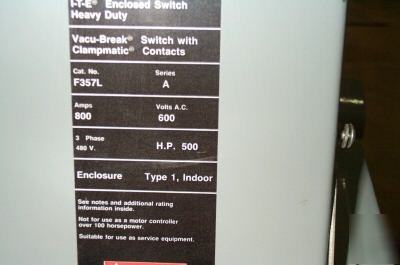 I-T-E® Enclosed Switch
Heavy Duty
Vacu-Break® Switch with
Clampmatic® Contacts
Cat. No. Series
F357L A
Amps Volts A.C.
800 600
3 Phase
480 V. H.P. 500
Enclosure Type 1, Indoor
See notes and additional rating
information inside.
Not for use as a motor controller
over 100 horsepower.
Suitable for use as service equipment.